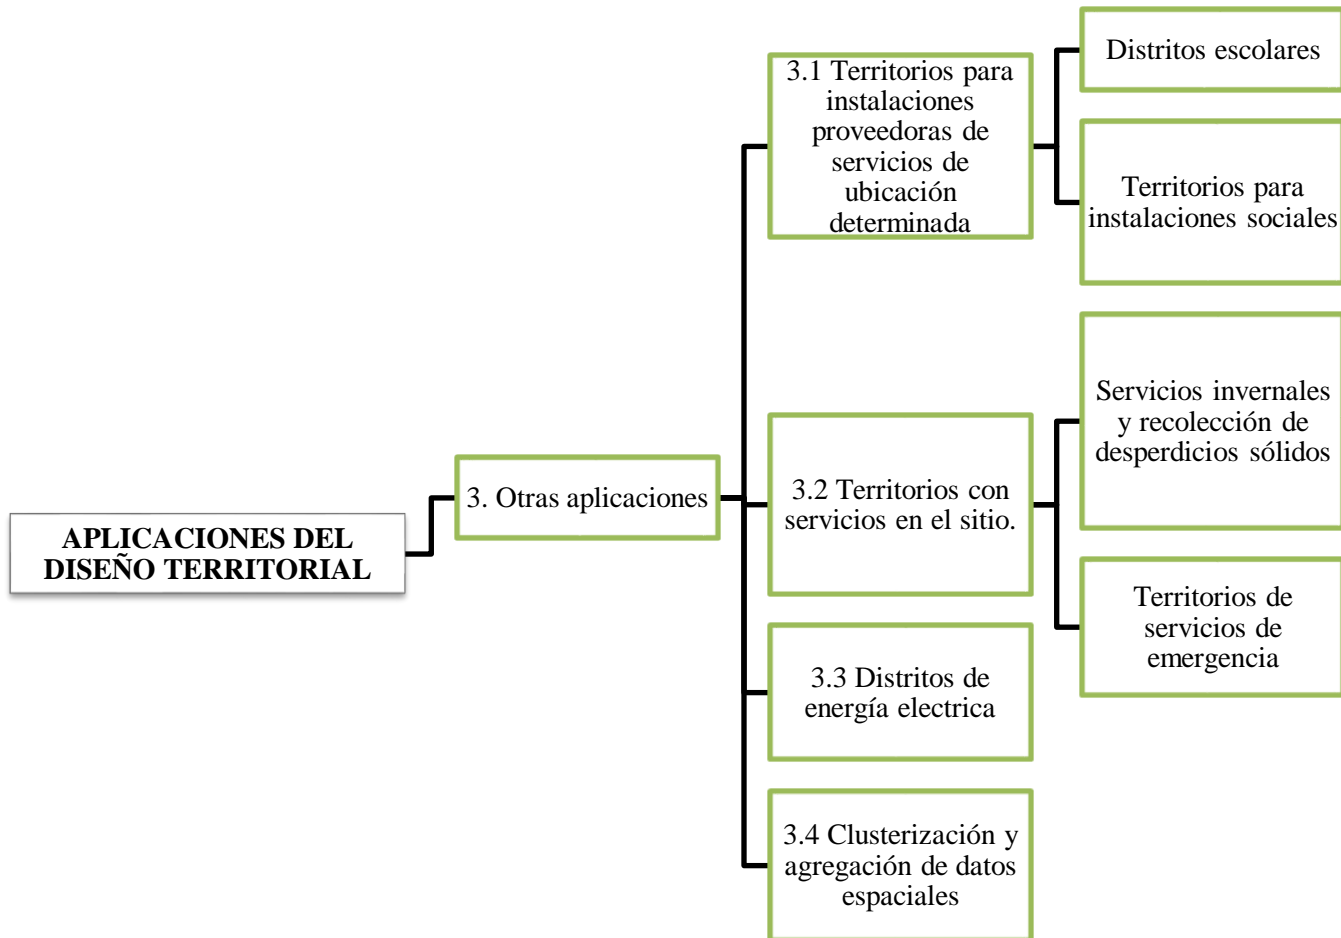 APLICACIONES DEL
DISEÑO TERRITORIAL
3. Otras aplicaciones
3.1 Territorios para
instalaciones
proveedoras de
servicios de
ubicación
determinada
Distritos escolares
Territorios para
instalaciones sociales
3.2 Territorios con
servicios en el sitio.
Servicios invernales
y recolección de
desperdicios sólidos
Territorios de
servicios de
emergencia
3.3 Distritos de
energía electrica
3.4 Clusterización y
agregación de datos
espaciales